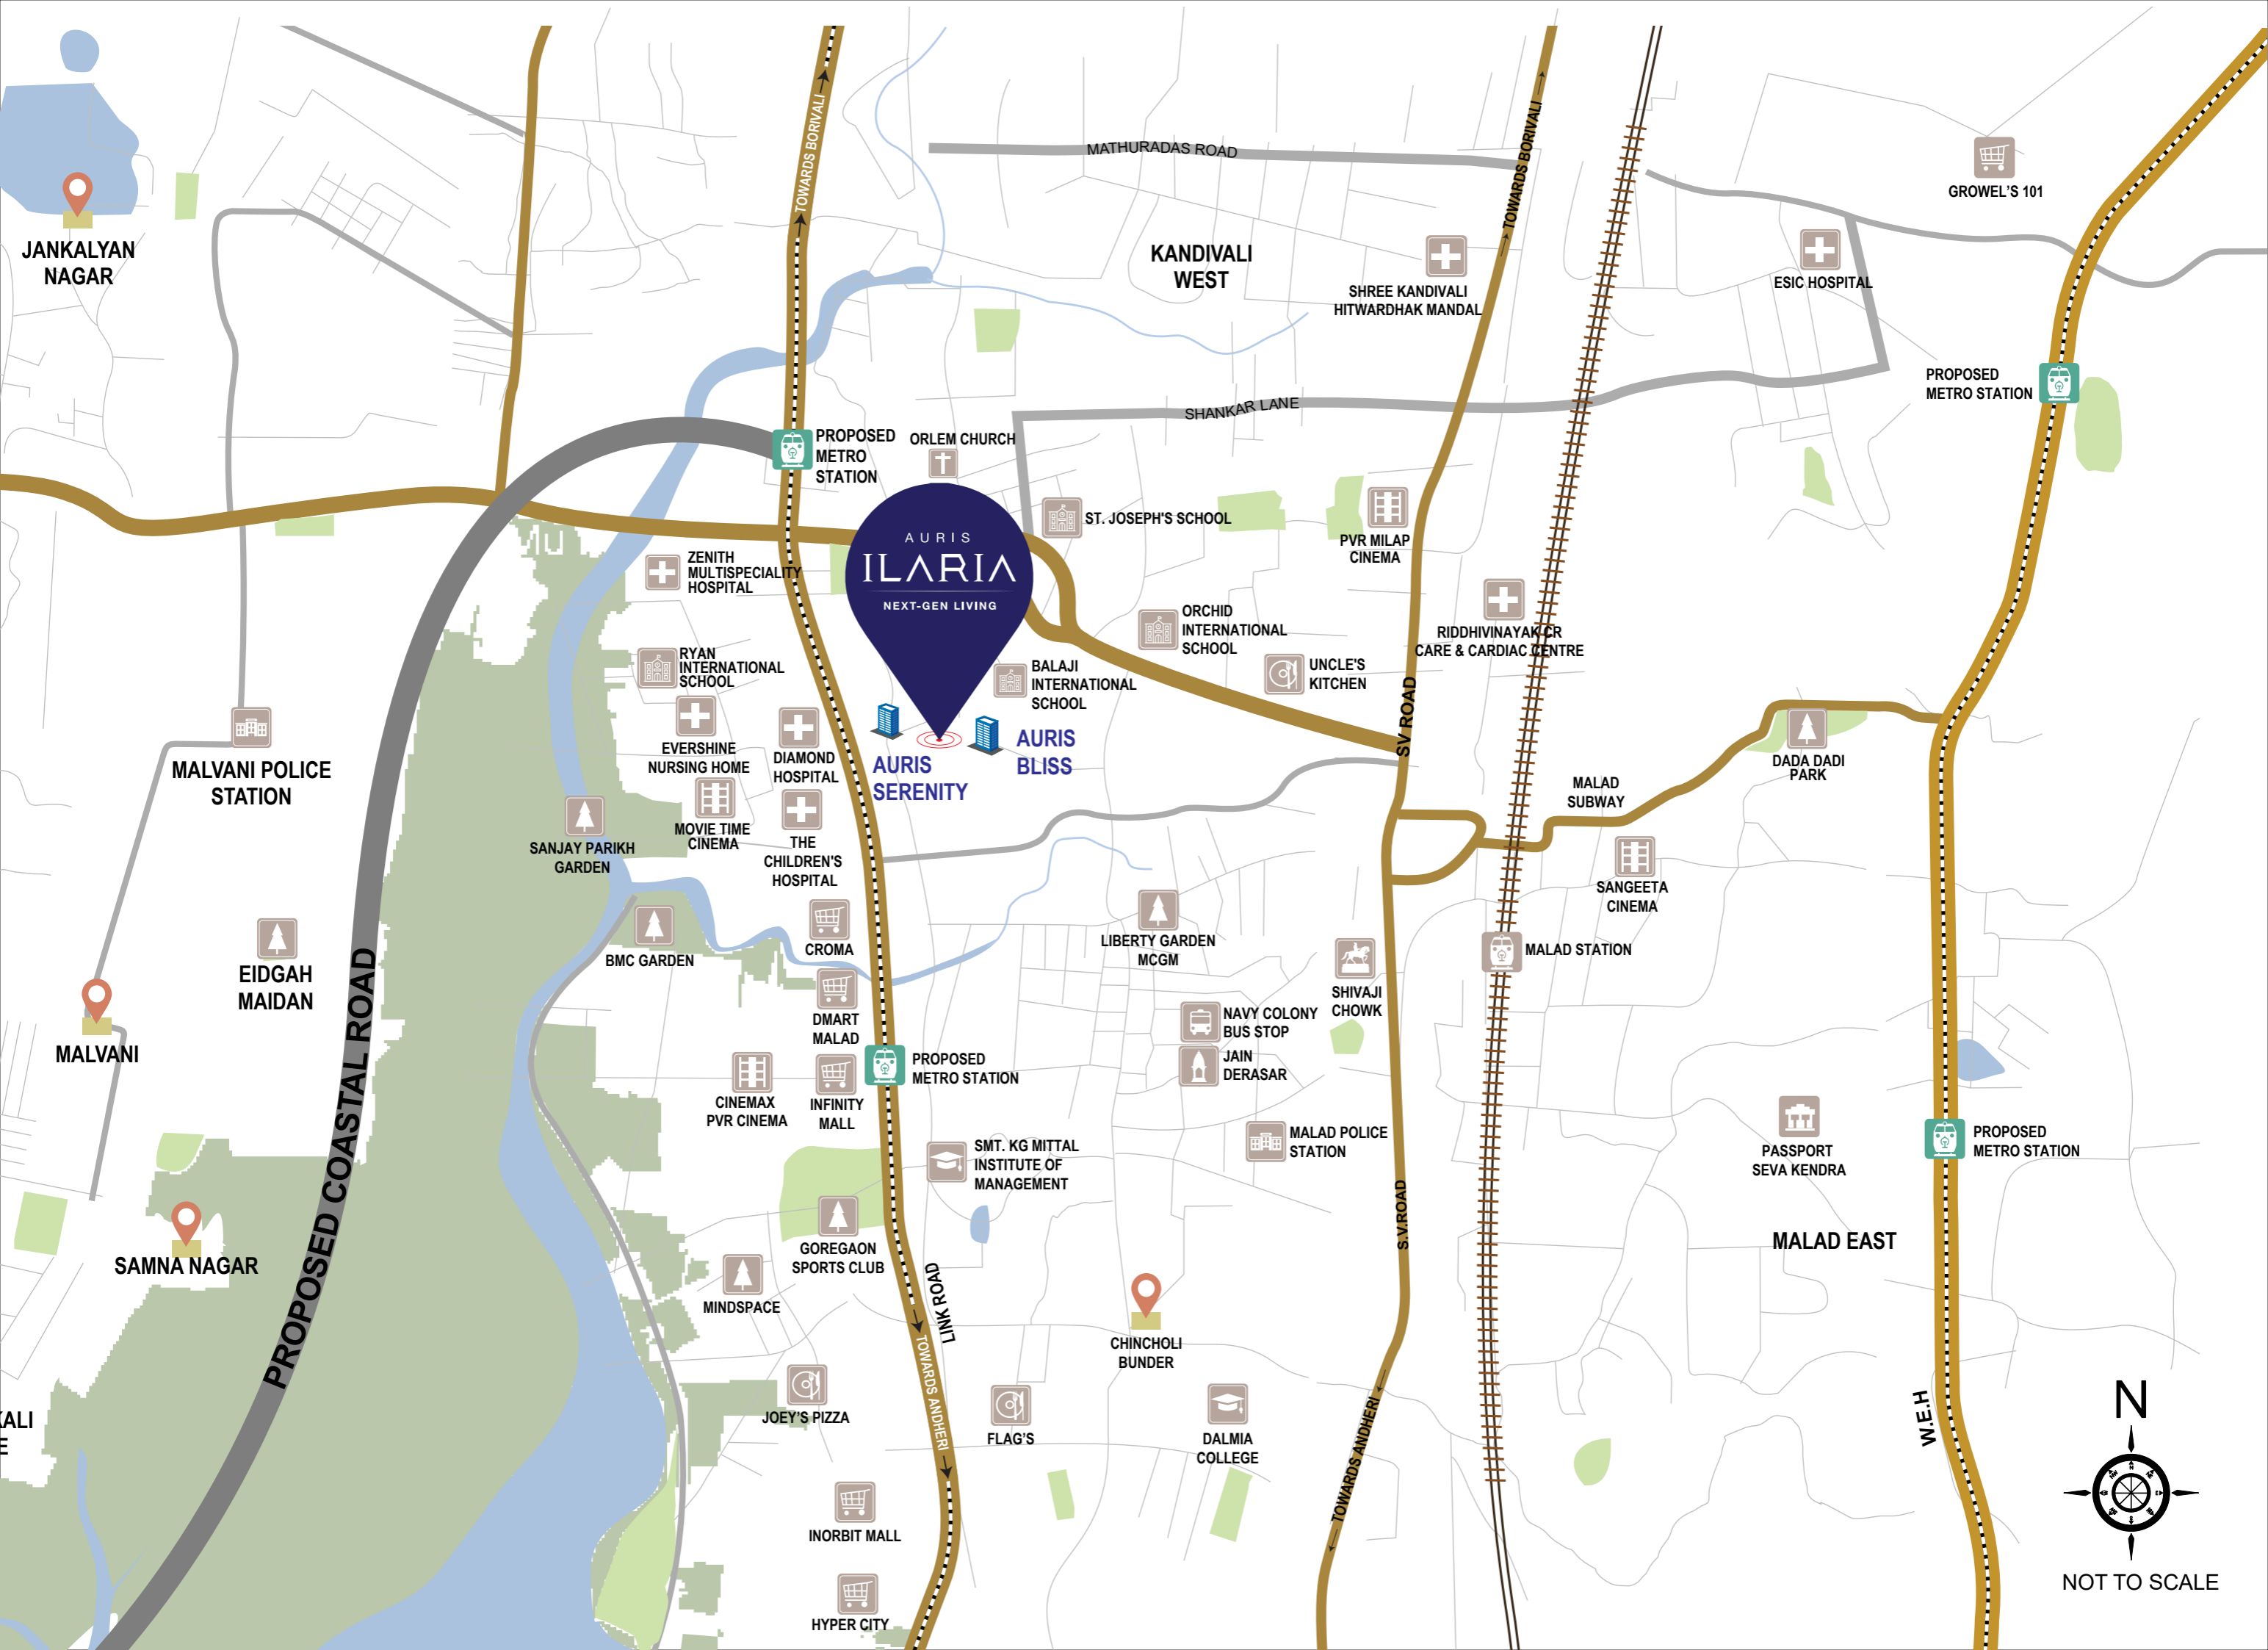 TOWARDS BORIVALI
MATHURADAS ROAD
TOWARDS BORIVALI
GROWEL'S 101
JANKALYAN
NAGAR
KANDIVALI
WEST
SHREE KANDIVALI
HITWARDHAK MANDAL
ESIC HOSPITAL
PROPOSED
METRO STATION
SHANKAR LANE
PROPOSED
METRO
STATION
ORLEM CHURCH
ST. JOSEPH'S SCHOOL
PVR MILAP
CINEMA
AURIS
ILARIA
NEXT-GEN LIVING
ZENITH
MULTISPECIALITY
HOSPITAL
ORCHID
INTERNATIONAL
SCHOOL
RIDDHIVINAYAK CR
CARE & CARDIAC CENTRE
UNCLE'S
KITCHEN
RYAN
INTERNATIONAL
SCHOOL
BALAJI
INTERNATIONAL
SCHOOL
SV ROAD
EVERSHINE
NURSING HOME
DIAMOND
HOSPITAL
AURIS
SERENITY
AURIS
BLISS
MALVANI POLICE
STATION
DADA DADI
PARK
MALAD
SUBWAY
MOVIE TIME
CINEMA
SANJAY PARIKH
GARDEN
THE
CHILDREN'S
HOSPITAL
SANGEETA
CINEMA
CROMA
BMC GARDEN
LIBERTY GARDEN
MCGM
MALAD STATION
EIDGAH
MAIDAN
SHIVAJI
CHOWK
DMART
MALAD
NAVY COLONY
BUS STOP
MALVANI
PROPOSED
METRO STATION
JAIN
DERASAR
CINEMAX
PVR CINEMA
INFINITY
MALL
PROPOSED COASTAL ROAD
SMT. KG MITTAL
INSTITUTE OF
MANAGEMENT
MALAD POLICE
STATION
PASSPORT
SEVA KENDRA
PROPOSED
METRO STATION
S.V.ROAD
MALAD EAST
SAMNA NAGAR
GOREGAON
SPORTS CLUB
LINK ROAD
MINDSPACE
CHINCHOLI
BUNDER
TOWARDS ANDHERI
JOEY'S PIZZA
FLAG'S
DALMIA
COLLEGE
TOWARDS ANDHERI
W.E.H
N
INORBIT MALL
HYPER CITY
NOT TO SCALE